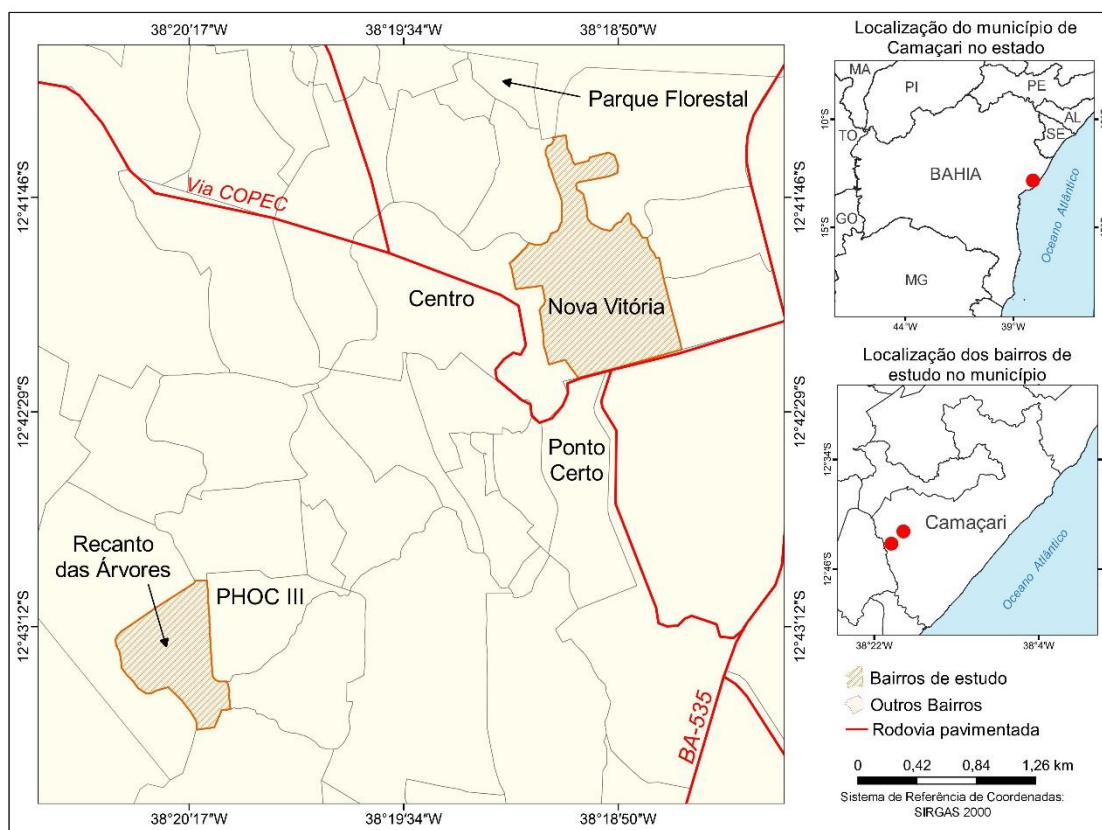 38°20'17"W
38°19'34"W
38°18'50"W
12°41'46"S
12°42'29"S
12°43'12"S
Parque Florestal
Via COPEC
Centro
Nova Vitória
Ponto
Certo
Recanto
das Árvores
PHOC III
BA-535
12°41'46"S
12°42'29"S
12°43'12"S
38°20'17"W
38°19'34"W
38°18'50"W
Localização do município de
Camaçari no estado
MA
PI
PE
AL
SE
TO
BAHIA
GO
MG
Oceano Atlântico
10°S
15°S
10°S
44°W
39°W
Localização dos bairros de
estudo no município
12°34'S
12°46'S
Camaçari
Oceano Atlântico
12°34'S
12°46'S
38°22'W
38°4'W
Bairros de estudo
Outros Bairros
Rodovia pavimentada
0
0,42
0,84
1,26 km
Sistema de Referência de Coordenadas:
SIRGAS 2000